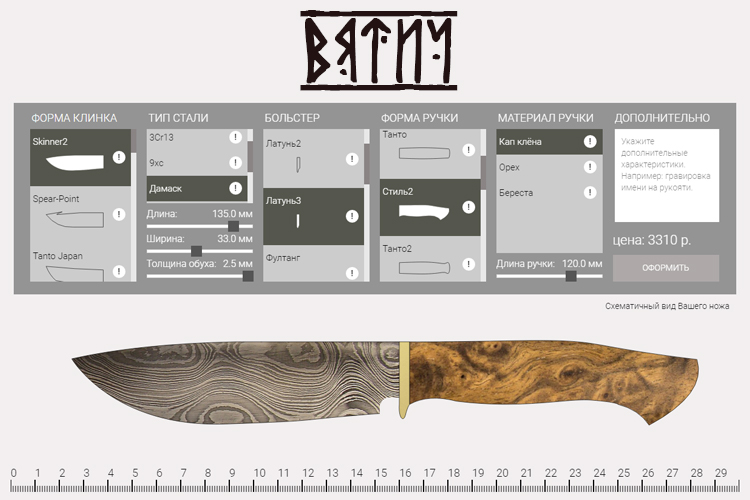 ВЯТИЧ
ФОРМА КЛИНКА
Skinner2
!
Spear-Point
!
Tanto Japan
!
ТИП СТАЛИ
3Cr13
!
9хс
!
Дамаск
!
Длина: 135.0 мм
Ширина: 33.0 мм
Толщина обуха: 2.5 мм
БОЛЬСТЕР
Латунь2
!
Латунь3
!
Фултанг
!
ФОРМА РУЧКИ
Танто
!
Стиль2
!
Танто2
!
МАТЕРИАЛ РУЧКИ
Кап клёна
!
Орех
!
Береста
!
Длина ручки: 120.0 мм
ДОПОЛНИТЕЛЬНО
Укажите
дополнительные
характеристики.
Например: гравировка
имени на рукояти.
цена: 3310 р.
ОФОРМИТЬ
Схематичный вид Вашего ножа
0 1 2 3 4 5 6 7 8 9 10 11 12 13 14 15 16 17 18 19 20 21 22 23 24 25 26 27 28 29